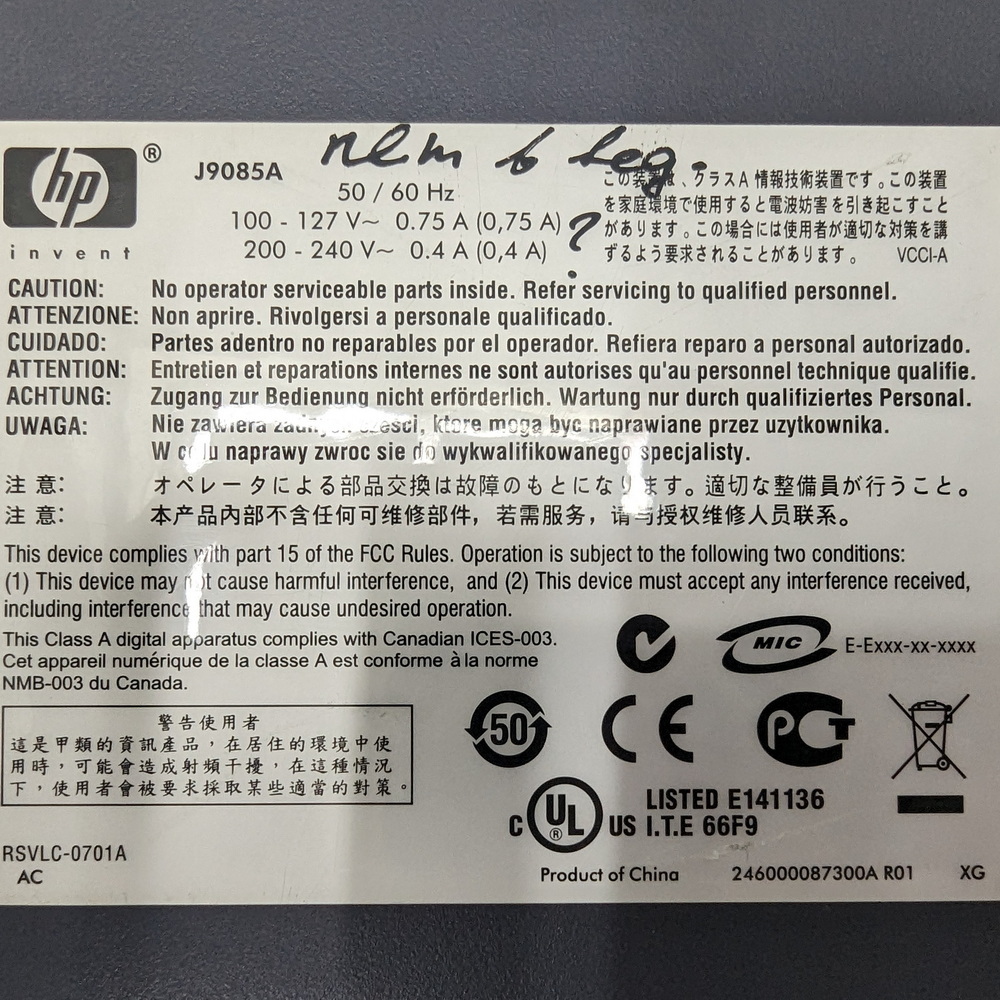 hp ®
invent
J9085A
50 / 60 Hz
100 - 127 V~ 0.75 A (0,75 A)
200 - 240 V~ 0.4 A (0,4 A)
?
この装置は、クラスA 情報技術装置です。この装置
を家庭環境で使用すると電波妨害を引き起こすこと
があります。この場合には使用者が適切な対策を講
ずるよう要求されることがあります。 VCCI-A
CAUTION: No operator serviceable parts inside. Refer servicing to qualified personnel.
ATTENZIONE: Non aprire. Rivolgersi a personale qualificado.
CUIDADO: Partes adentro no reparables por el operador. Refiera reparo a personal autorizado.
ATTENTION: Entretien et reparations internes ne sont autorises qu'au personnel technique qualifie.
ACHTUNG: Zugang zur Bedienung nicht erförderlich. Wartung nur durch qualifiziertes Personal.
UWAGA: Nie zawiera zadnych czesci, ktore moga byc naprawiane przez uzytkownika.
W celu naprawy zwroc sie do wykwalifikowanego specjalisty.
注 意: オペレータによる部品交換は故障のもとになります。適切な整備員が行うこと。
注 意: 本产品内部不含任何可维修部件，若需服务，请与授权维修人员联系。
This device complies with part 15 of the FCC Rules. Operation is subject to the following two conditions:
(1) This device may not cause harmful interference, and (2) This device must accept any interference received,
including interference that may cause undesired operation.
This Class A digital apparatus complies with Canadian ICES-003.
Cet appareil numérique de la classe A est conforme à la norme
NMB-003 du Canada.
MIC E-Exxx-xx-xxxx
警告使用者
這是甲類的資訊產品，在居住的環境中使
用時，可能會造成射頻干擾，在這種情況
下，使用者會被要求採取某些適當的對策。
50 CE PCT
C UL ® US LISTED E141136
I.T.E 66F9
RSVLC-0701A
AC
Product of China 246000087300A R01 XG